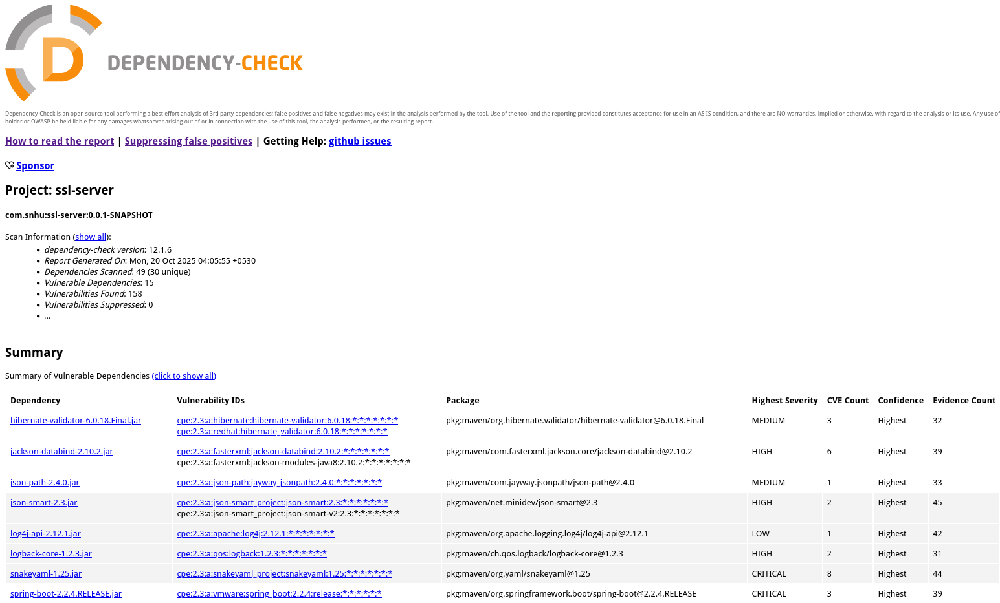 DEPENDENCY-CHECK
Dependency-Check is an open source tool performing a best effort analysis of 3rd party dependencies; false positives and false negatives may exist in the analysis performed by the tool. Use of the tool and the reporting provided constitutes acceptance for use in an AS IS condition, and there are NO warranties, implied or otherwise, with regard to the analysis or its use. Any use of
holder or OWASP be held liable for any damages whatsoever arising out of or in connection with the use of this tool, the analysis performed, or the resulting report.
How to read the report | Suppressing false positives | Getting Help: github issues
Sponsor
Project: ssl-server
com.snhu:ssl-server:0.0.1-SNAPSHOT
Scan Information (show all):
• dependency-check version: 12.1.6
• Report Generated On: Mon, 20 Oct 2025 04:05:55 +0530
• Dependencies Scanned: 49 (30 unique)
• Vulnerable Dependencies: 15
• Vulnerabilities Found: 158
• Vulnerabilities Suppressed: 0
• ...
Summary
Summary of Vulnerable Dependencies (click to show all)
Dependency Vulnerability IDs Package Highest Severity CVE Count Confidence Evidence Count
hibernate-validator-6.0.18.Final.jar cpe:2.3:a:hibernate:hibernate-validator:6.0.18:*:*:*:*:*:*:* pkg:maven/org.hibernate.validator/hibernate-validator@6.0.18.Final MEDIUM 3 Highest 32
cpe:2.3:a:redhat:hibernate_validator:6.0.18:*:*:*:*:*:*:*
jackson-databind-2.10.2.jar cpe:2.3:a:fasterxml:jackson-databind:2.10.2:*:*:*:*:*:*:* pkg:maven/com.fasterxml.jackson.core/jackson-databind@2.10.2 HIGH 6 Highest 39
cpe:2.3:a:fasterxml:jackson-modules-java8:2.10.2:*:*:*:*:*:*:*
json-path-2.4.0.jar cpe:2.3:a:json-path:jayway_jsonpath:2.4.0:*:*:*:*:*:*:* pkg:maven/com.jayway.jsonpath/json-path@2.4.0 MEDIUM 1 Highest 33
json-smart-2.3.jar cpe:2.3:a:json-smart_project:json-smart:2.3:*:*:*:*:*:*:* pkg:maven/net.minidev/json-smart@2.3 HIGH 2 Highest 45
cpe:2.3:a:json-smart_project:json-smart-v2:2.3:*:*:*:*:*:*:*
log4j-api-2.12.1.jar cpe:2.3:a:apache:log4j:2.12.1:*:*:*:*:*:*:* pkg:maven/org.apache.logging.log4j/log4j-api@2.12.1 LOW 1 Highest 42
logback-core-1.2.3.jar cpe:2.3:a:qos:logback:1.2.3:*:*:*:*:*:*:* pkg:maven/ch.qos.logback/logback-core@1.2.3 HIGH 2 Highest 31
snakeyaml-1.25.jar cpe:2.3:a:snakeyaml_project:snakeyaml:1.25:*:*:*:*:*:*:* pkg:maven/org.yaml/snakeyaml@1.25 CRITICAL 8 Highest 44
spring-boot-2.2.4.RELEASE.jar cpe:2.3:a:vmware:spring_boot:2.2.4:release:*:*:*:*:*:* pkg:maven/org.springframework.boot/spring-boot@2.2.4.RELEASE CRITICAL 3 Highest 39